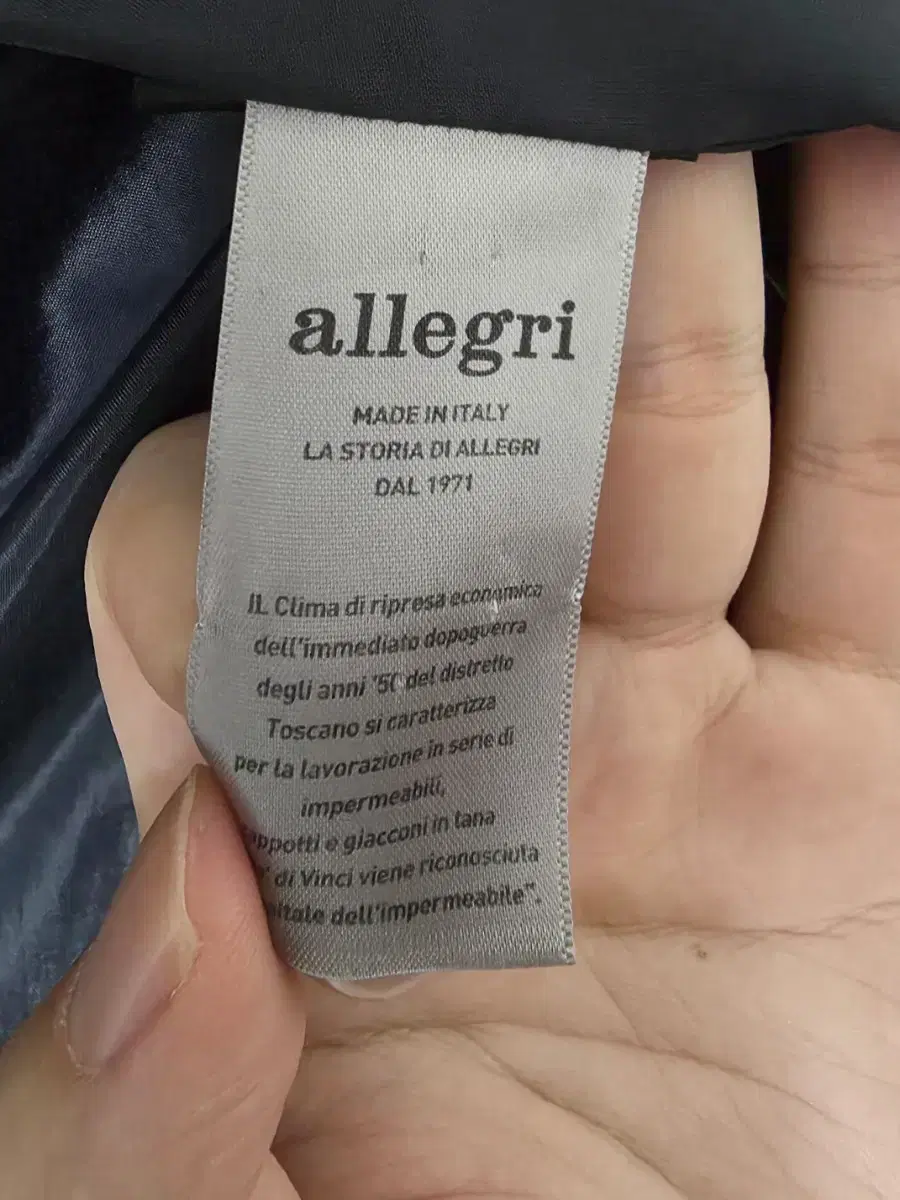 allegri
MADE IN ITALY
LA STORIA DI ALLEGRI
DAL 1971
IL Clima di ripresa economica
dell'immediato dopoguerra
degli anni '50 del distretto
Toscano si caratterizza
per la lavorazione in serie di
impermeabili,
e giacconi in lana
di Vinci viene riconosciuta
dell'impermeabile".